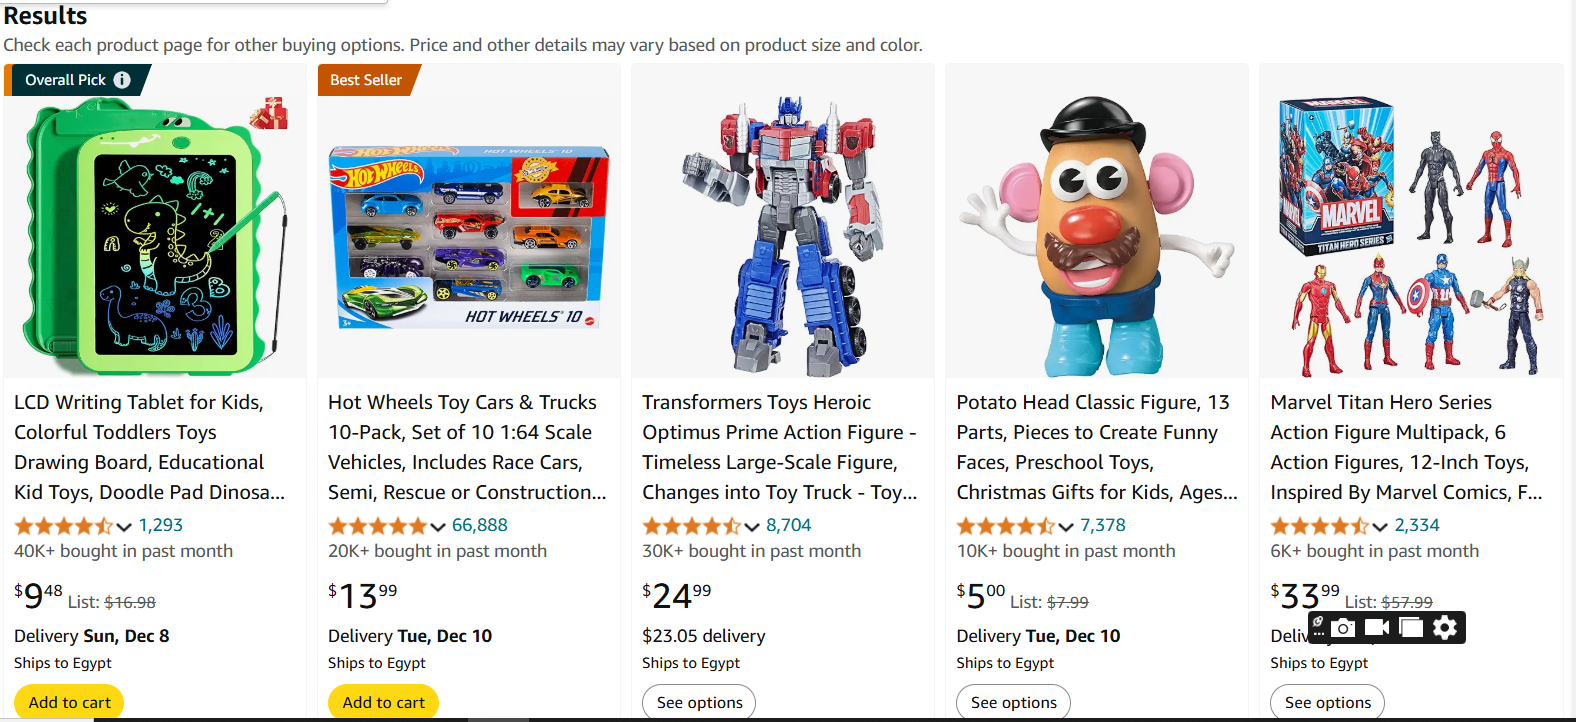 Results
Check each product page for other buying options. Price and other details may vary based on product size and color.
Overall Pick
Best Seller
HOT WHEELS 10
HOT WHEELS
HOT WHEELS 10
3+
MARVEL
MARVEL
TITAN HERO SERIES
LCD Writing Tablet for Kids,
Colorful Toddlers Toys
Drawing Board, Educational
Kid Toys, Doodle Pad Dinosa...
1,293
40K+ bought in past month
$9 48 List: $16.98
Delivery Sun, Dec 8
Ships to Egypt
Add to cart
Hot Wheels Toy Cars & Trucks
10-Pack, Set of 10 1:64 Scale
Vehicles, Includes Race Cars,
Semi, Rescue or Construction...
66,888
20K+ bought in past month
$13 99
Delivery Tue, Dec 10
Ships to Egypt
Add to cart
Transformers Toys Heroic
Optimus Prime Action Figure -
Timeless Large-Scale Figure,
Changes into Toy Truck - Toy...
8,704
30K+ bought in past month
$24 99
$23.05 delivery
Ships to Egypt
See options
Potato Head Classic Figure, 13
Parts, Pieces to Create Funny
Faces, Preschool Toys,
Christmas Gifts for Kids, Ages...
7,378
10K+ bought in past month
$5 00 List: $7.99
Delivery Tue, Dec 10
Ships to Egypt
See options
Marvel Titan Hero Series
Action Figure Multipack, 6
Action Figures, 12-Inch Toys,
Inspired By Marvel Comics, F...
2,334
6K+ bought in past month
$33 99 List: $57.99
Ships to Egypt
See options